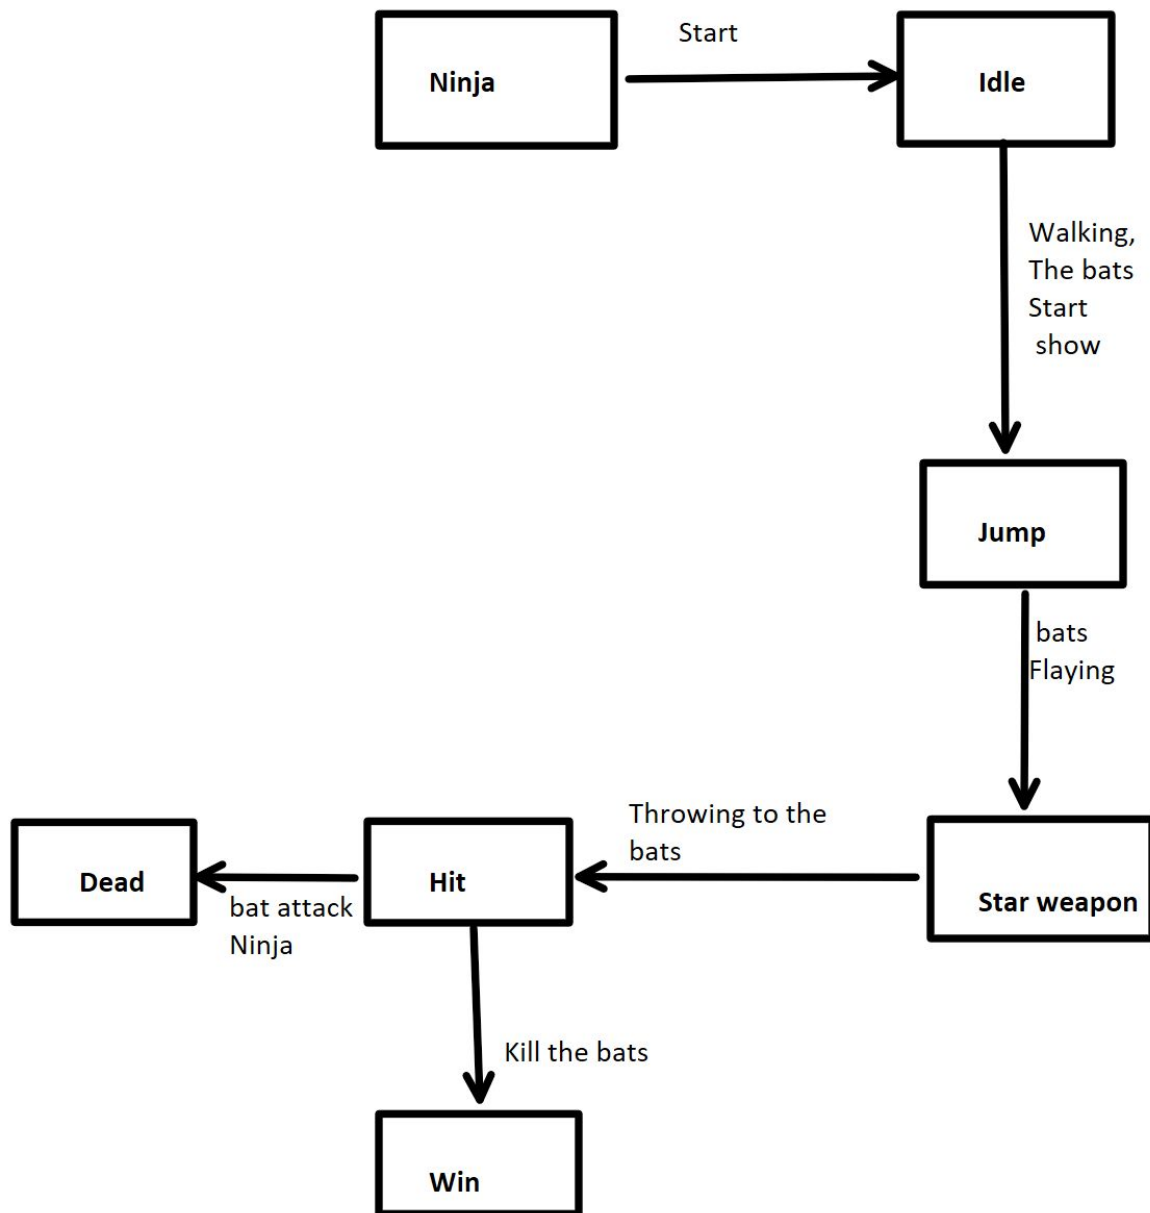 Ninja
Start
Idle
Walking,
The bats
Start
show
Jump
bats
Flaying
Throwing to the
bats
Star weapon
Hit
bat attack
Ninja
Dead
Kill the bats
Win